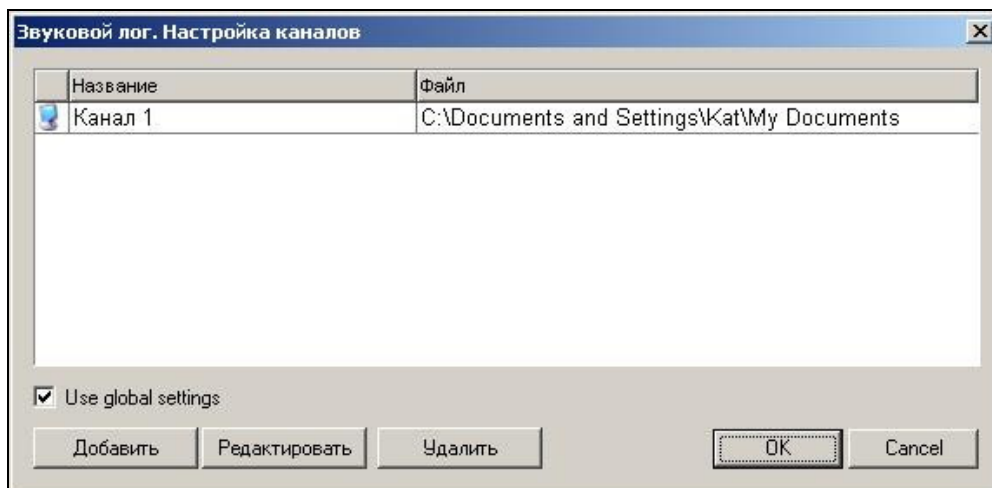 Звуковой лог. Настройка каналов
Название Файл
Канал 1 C:\Documents and Settings\Kat\My Documents
Use global settings
Добавить Редактировать Удалить OK Cancel